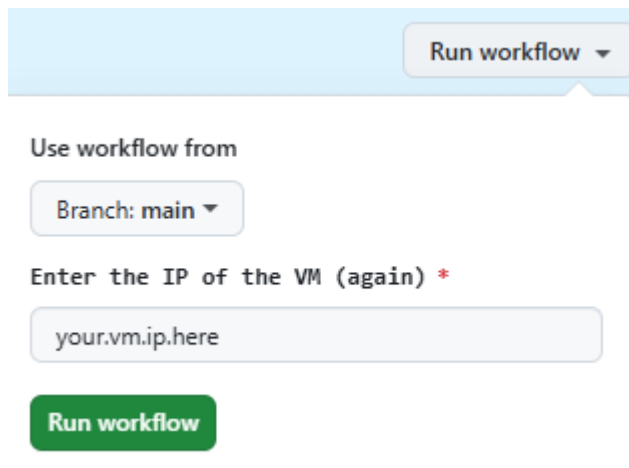 Run workflow
Use workflow from
Branch: main
Enter the IP of the VM (again) *
your.vm.ip.here
Run workflow